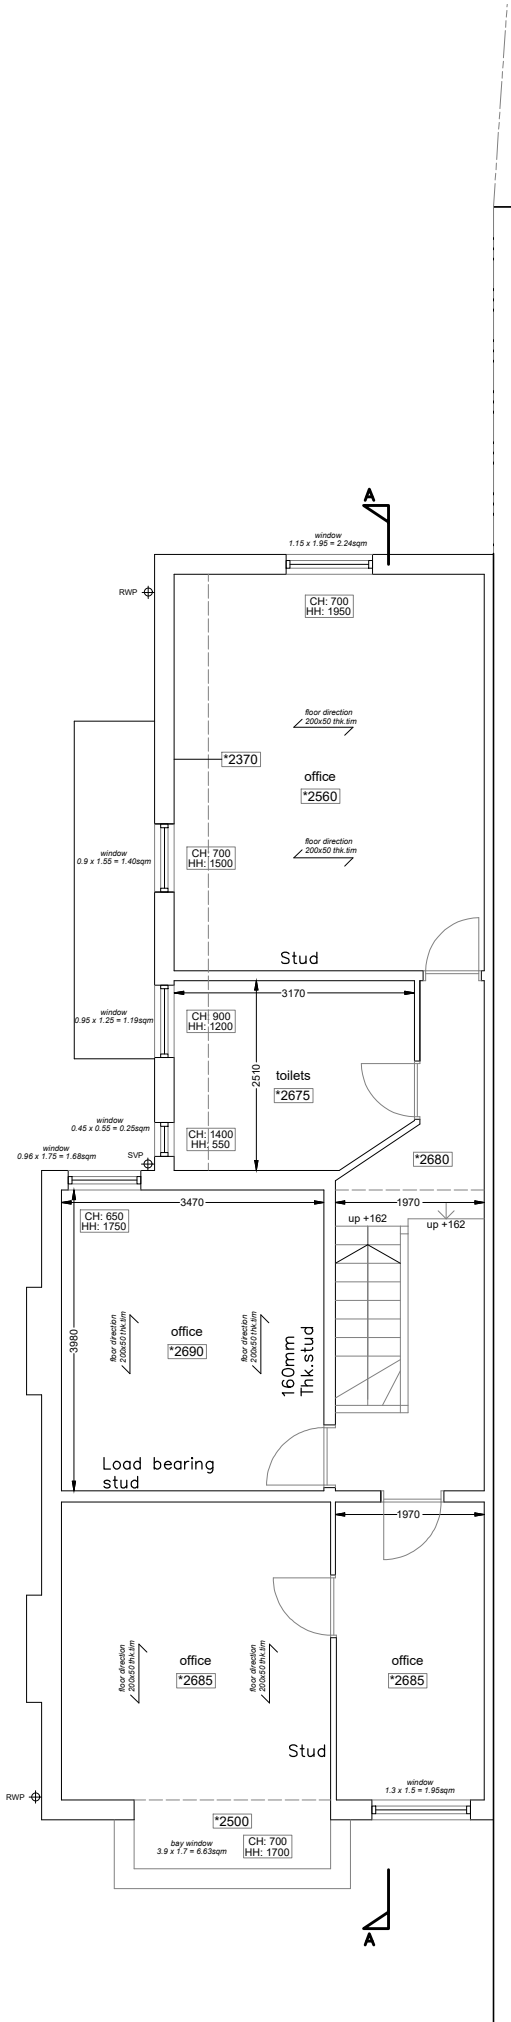 A
window
1.15 x 1.95 = 2.24sqm
RWP
CH: 700
HH: 1950
floor direction
200x50 thk.tim
*2370
office
*2560
window
0.9 x 1.55 = 1.40sqm
CH: 700
HH: 1500
floor direction
200x50 thk.tim
Stud
3170
window
0.95 x 1.25 = 1.19sqm
CH: 900
HH: 1200
2510
toilets
*2675
window
0.45 x 0.55 = 0.25sqm
CH: 1400
HH: 550
window
0.96 x 1.75 = 1.68sqm
SVP
*2680
3470
1970
CH: 650
HH: 1750
up +162
up +162
3980
floor direction
200x50 thk.tim
office
*2690
floor direction
200x50 thk.tim
160mm
Thk.stud
Load bearing
stud
1970
floor direction
200x50 thk.tim
office
*2685
floor direction
200x50 thk.tim
office
*2685
Stud
window
1.3 x 1.5 = 1.95sqm
RWP
*2500
bay window
3.9 x 1.7 = 6.63sqm
CH: 700
HH: 1700
A